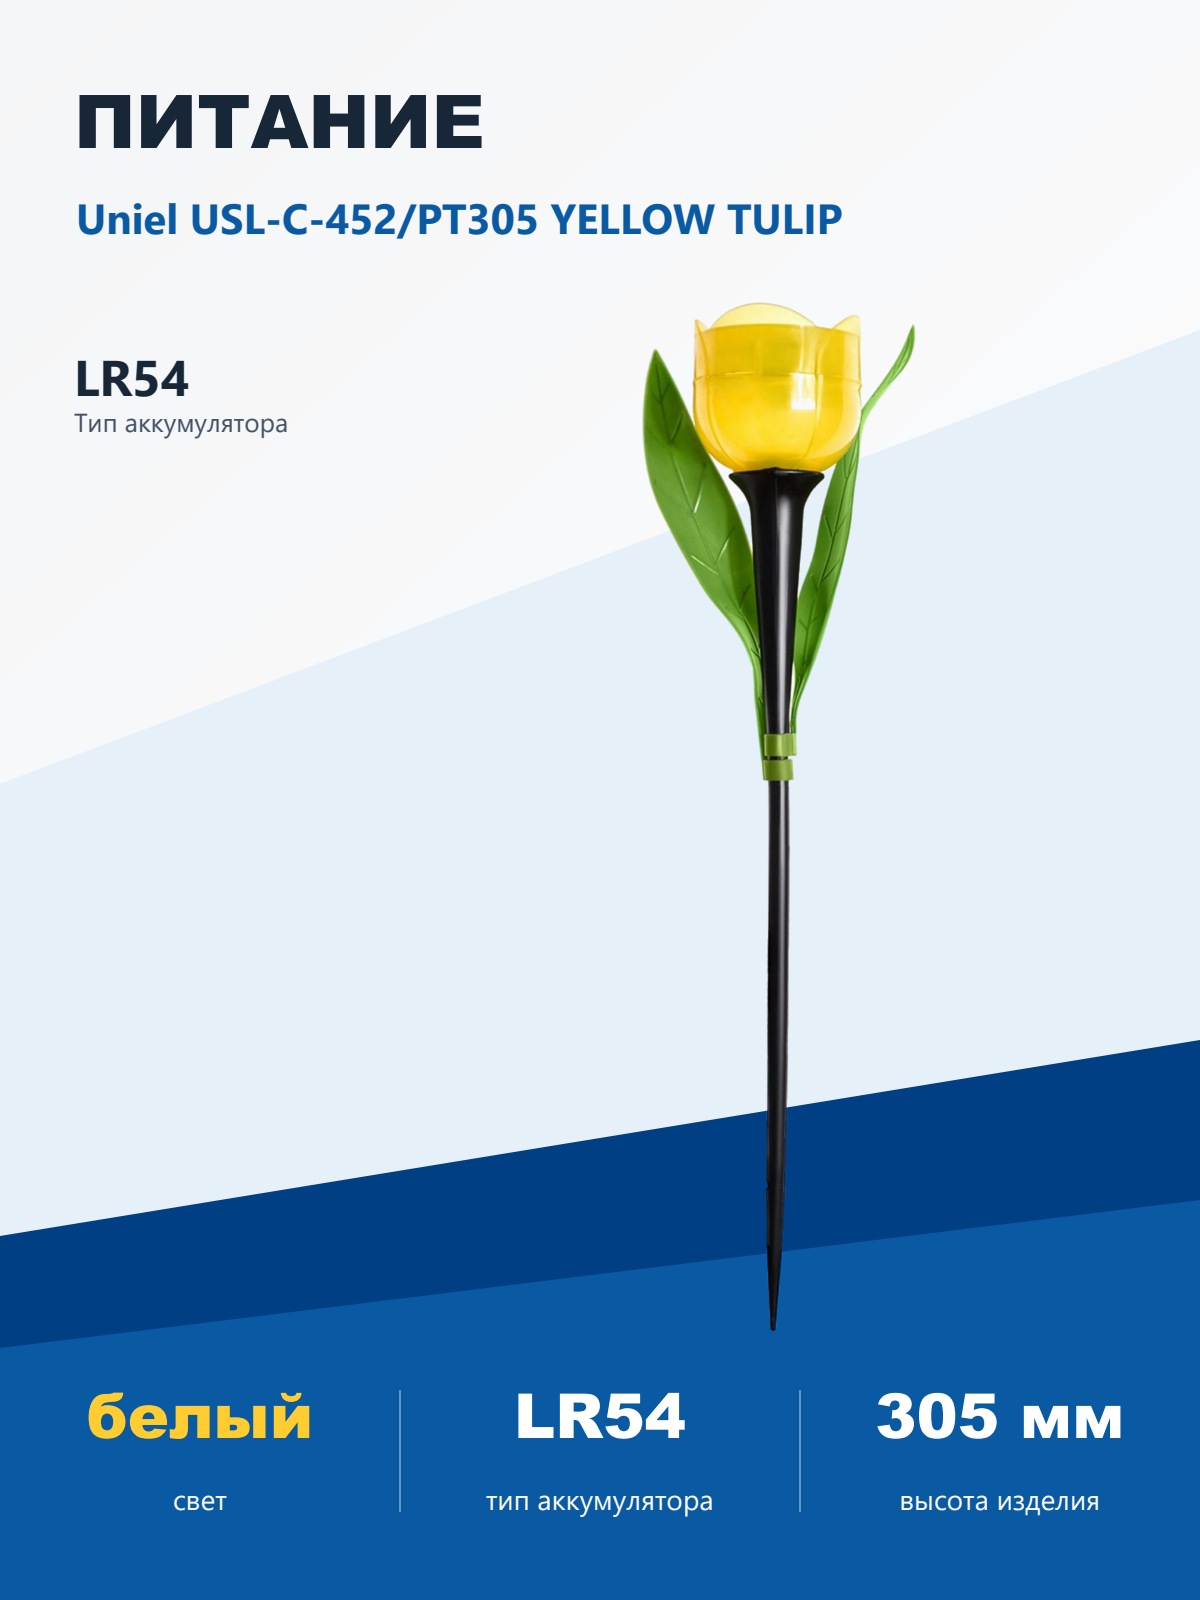 ПИТАНИЕ
Uniel USL-C-452/PT305 YELLOW TULIP
LR54
Тип аккумулятора
белый
свет
LR54
тип аккумулятора
305 мм
высота изделия